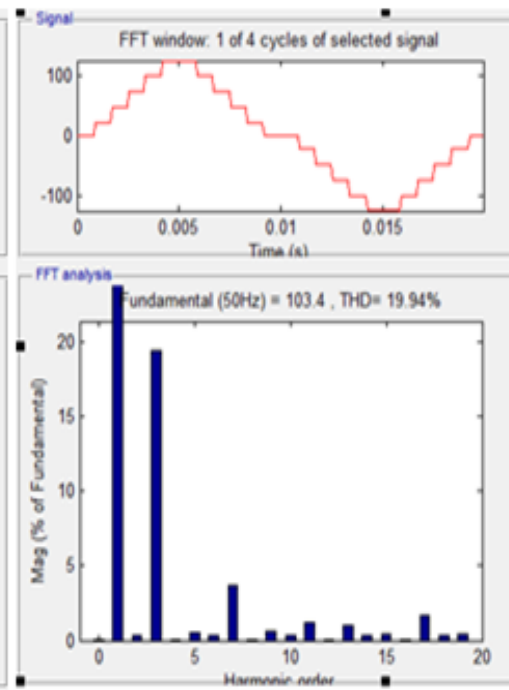 Signal
FFT window: 1 of 4 cycles of selected signal
100
0
-100
0 0.005 0.01 0.015
Time (s)
FFT analysis
Fundamental (50Hz) = 103.4 , THD= 19.94%
Mag (% of Fundamental)
20
15
10
5
0
0 5 10 15 20
Harmonic order